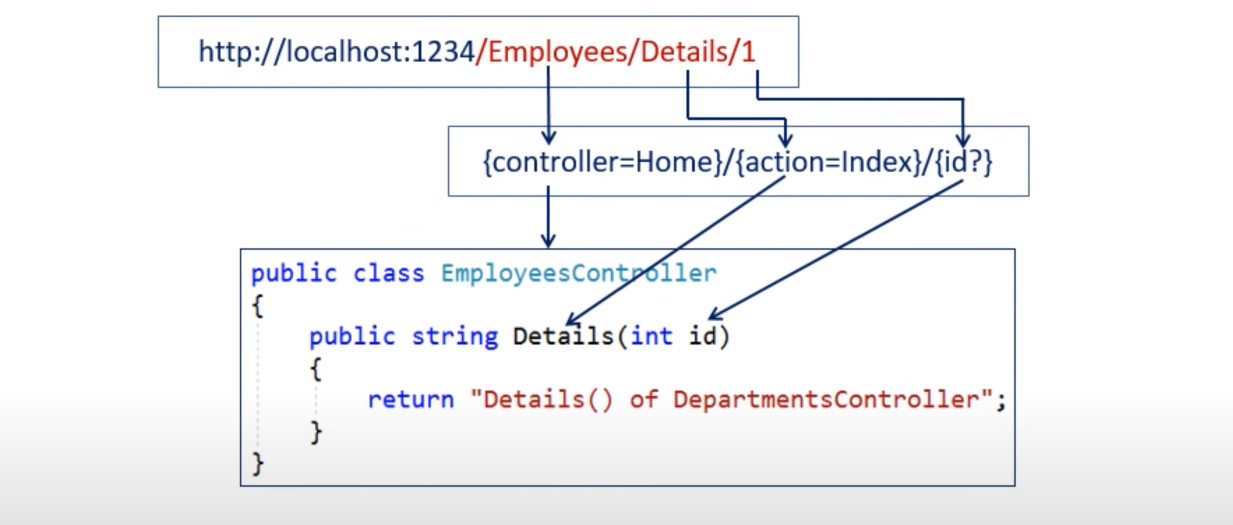 http://localhost:1234/Employees/Details/1
{controller=Home}/{action=Index}/{id?}
public class EmployeesController
{
public string Details(int id)
{
return "Details() of DepartmentsController";
}
}